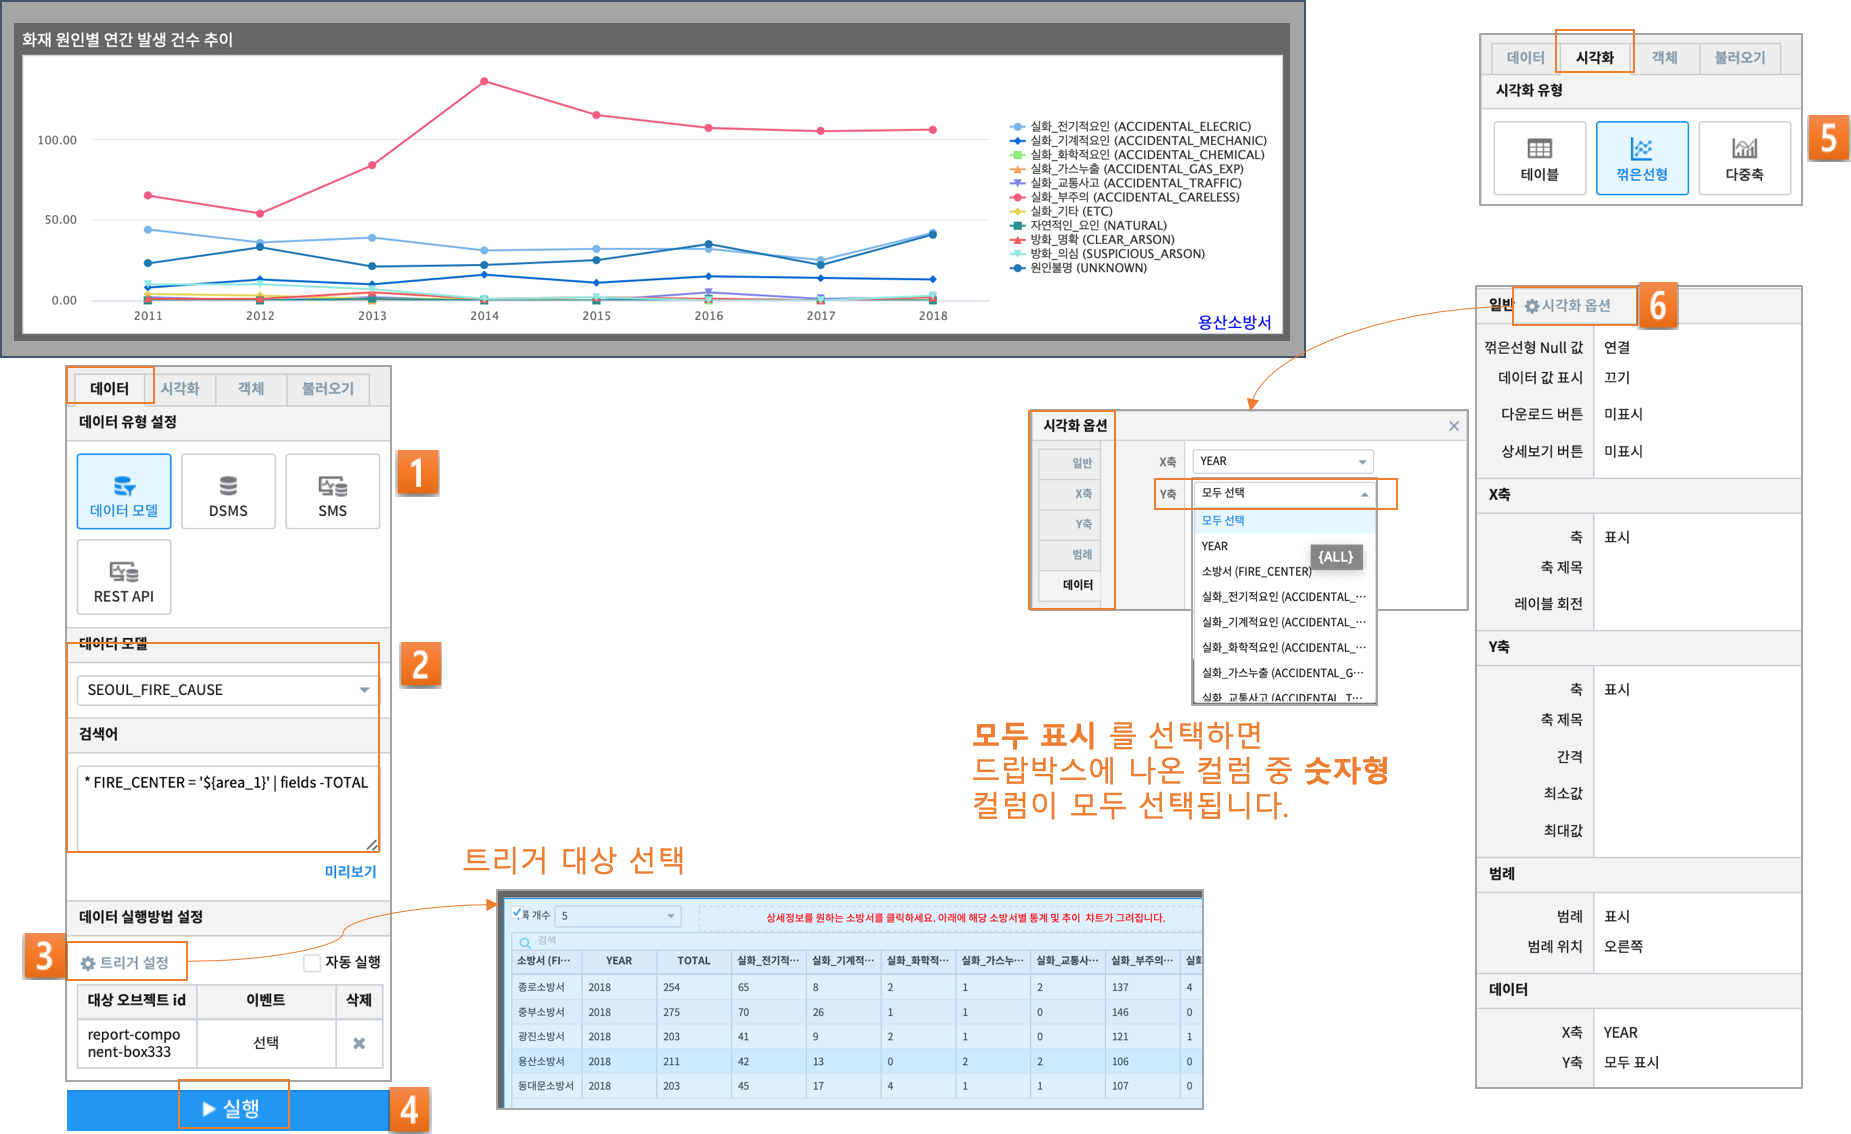 화재 원인별 연간 발생 건수 추이
100.00
50.00
0.00
2011 2012 2013 2014 2015 2016 2017 2018
실화_전기적요인 (ACCIDENTAL_ELECRIC)
실화_기계적요인 (ACCIDENTAL_MECHANIC)
실화_화학적요인 (ACCIDENTAL_CHEMICAL)
실화_가스누출 (ACCIDENTAL_GAS_EXP)
실화_교통사고 (ACCIDENTAL_TRAFFIC)
실화_부주의 (ACCIDENTAL_CARELESS)
실화_기타 (ETC)
자연적인_요인 (NATURAL)
방화_명확 (CLEAR_ARSON)
방화_의심 (SUSPICIOUS_ARSON)
원인불명 (UNKNOWN)
용산소방서
데이터 시각화 객체 불러오기
데이터 유형 설정
데이터 모델 DSMS SMS
REST API
1
데이터 모델
SEOUL_FIRE_CAUSE
검색어
* FIRE_CENTER = '${area_1}' | fields -TOTAL
미리보기
2
데이터 실행방법 설정
3
트리거 설정 자동 실행
대상 오브젝트 id 이벤트 삭제
report-compo
nent-box333 선택
실행
4
트리거 대상 선택
록 개수 5
상세정보를 원하는 소방서를 클릭하세요. 아래에 해당 소방서별 통계 및 추이 챠트가 그려집니다.
검색
소방서 (FI··· YEAR TOTAL 실화_전기적··· 실화_기계적··· 실화_화학적··· 실화_가스누··· 실화_교통사··· 실화_부주의··· 실화
종로소방서 2018 254 65 8 2 1 2 137 4
중부소방서 2018 275 70 26 1 1 0 146 0
광진소방서 2018 203 41 9 2 1 0 121 1
용산소방서 2018 211 42 13 0 2 2 106 0
동대문소방서 2018 203 45 17 4 1 1 107 0
데이터 시각화 객체 불러오기
시각화 유형
테이블 꺾은선형 다중축
5
일반 시각화 옵션
6
꺾은선형 Null 값 연결
데이터 값 표시 끄기
다운로드 버튼 미표시
상세보기 버튼 미표시
X축
축 표시
축 제목
레이블 회전
Y축
축 표시
축 제목
간격
최소값
최대값
범례
범례 표시
범례 위치 오른쪽
데이터
X축 YEAR
Y축 모두 표시
시각화 옵션
일반
X축
Y축
범례
데이터
X축 YEAR
Y축 모두 선택
모두 선택
YEAR
{ALL}
소방서 (FIRE_CENTER)
실화_전기적요인 (ACCIDENTAL_···
실화_기계적요인 (ACCIDENTAL_···
실화_화학적요인 (ACCIDENTAL_···
실화_가스누출 (ACCIDENTAL_G···
실화_교통사고 (ACCIDENTAL_T···
모두 표시 를 선택하면
드랍박스에 나온 컬럼 중 숫자형
컬럼이 모두 선택됩니다.